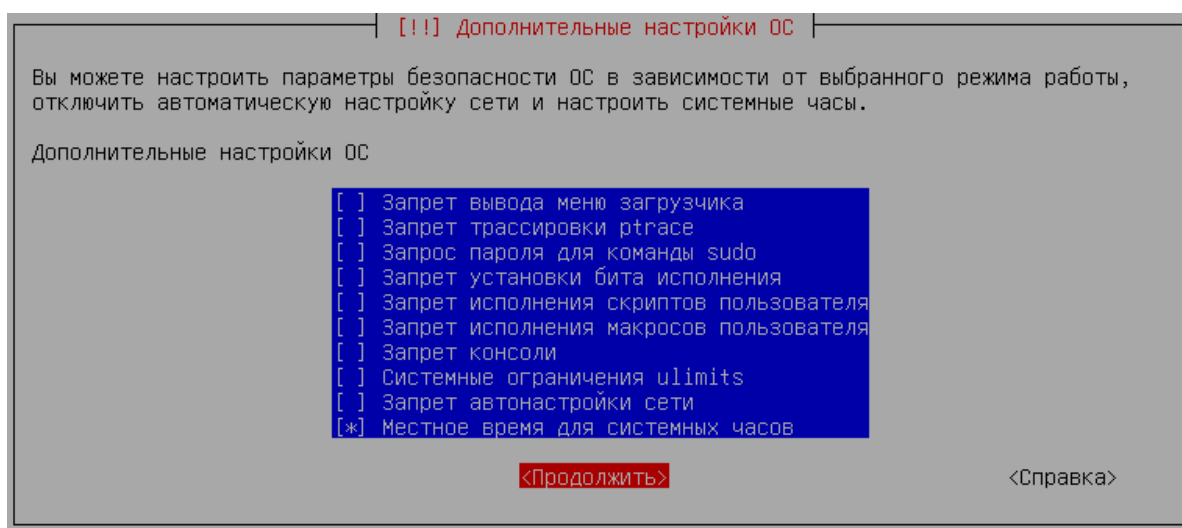 [!!] Дополнительные настройки ОС
Вы можете настроить параметры безопасности ОС в зависимости от выбранного режима работы,
отключить автоматическую настройку сети и настроить системные часы.
Дополнительные настройки ОС
[ ] Запрет вывода меню загрузчика
[ ] Запрет трассировки ptrace
[ ] Запрос пароля для команды sudo
[ ] Запрет установки бита исполнения
[ ] Запрет исполнения скриптов пользователя
[ ] Запрет исполнения макросов пользователя
[ ] Запрет консоли
[ ] Системные ограничения ulimits
[ ] Запрет автонастройки сети
[*] Местное время для системных часов
<Продолжить> <Справка>